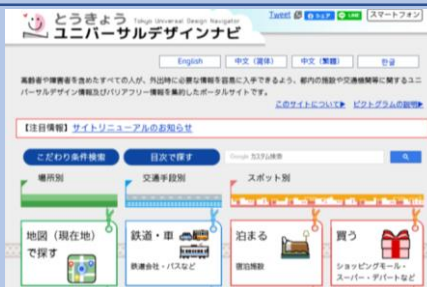 とうきょう Tokyo Universal Design Navigator
ユニバーサルデザインナビ
Tweet シェア LINE スマートフォン
English 中文（簡体） 中文（繁體） 한글
高齢者や障害者を含めたすべての人が、外出時に必要な情報を容易に入手できるよう、都内の施設や交通機関等に関するユニ
バーサルデザイン情報及びバリアフリー情報を集約したポータルサイトです。
このサイトについて▶ ピクトグラムの説明▶
【注目情報】サイトリニューアルのお知らせ
こだわり条件検索 目次で探す Google カスタム検索
場所別 交通手段別 スポット別
地図（現在地） 鉄道・車 泊まる 買う
で探す
鉄道会社・バスなど 宿泊施設 ショッピングモール・
スーパー・デパートなど